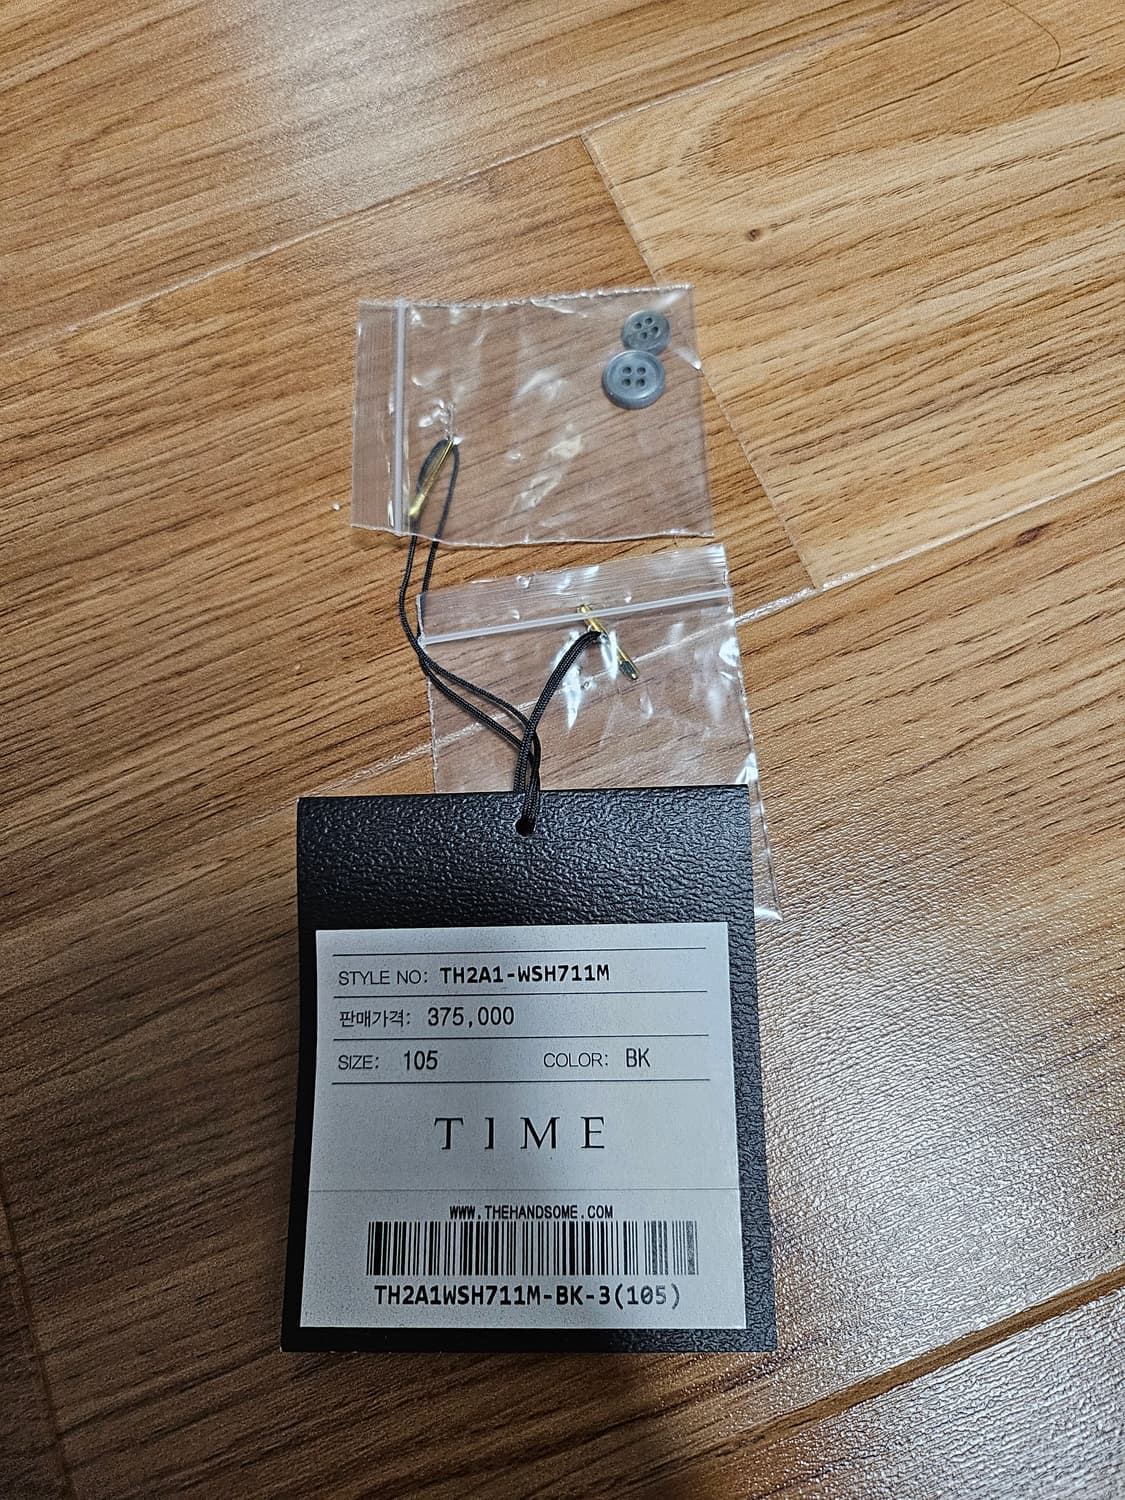 STYLE NO: TH2A1-WSH711M
판매가격: 375,000
SIZE: 105 COLOR: BK
TIME
WWW.THEHANDSOME.COM
TH2A1WSH711M-BK-3(105)